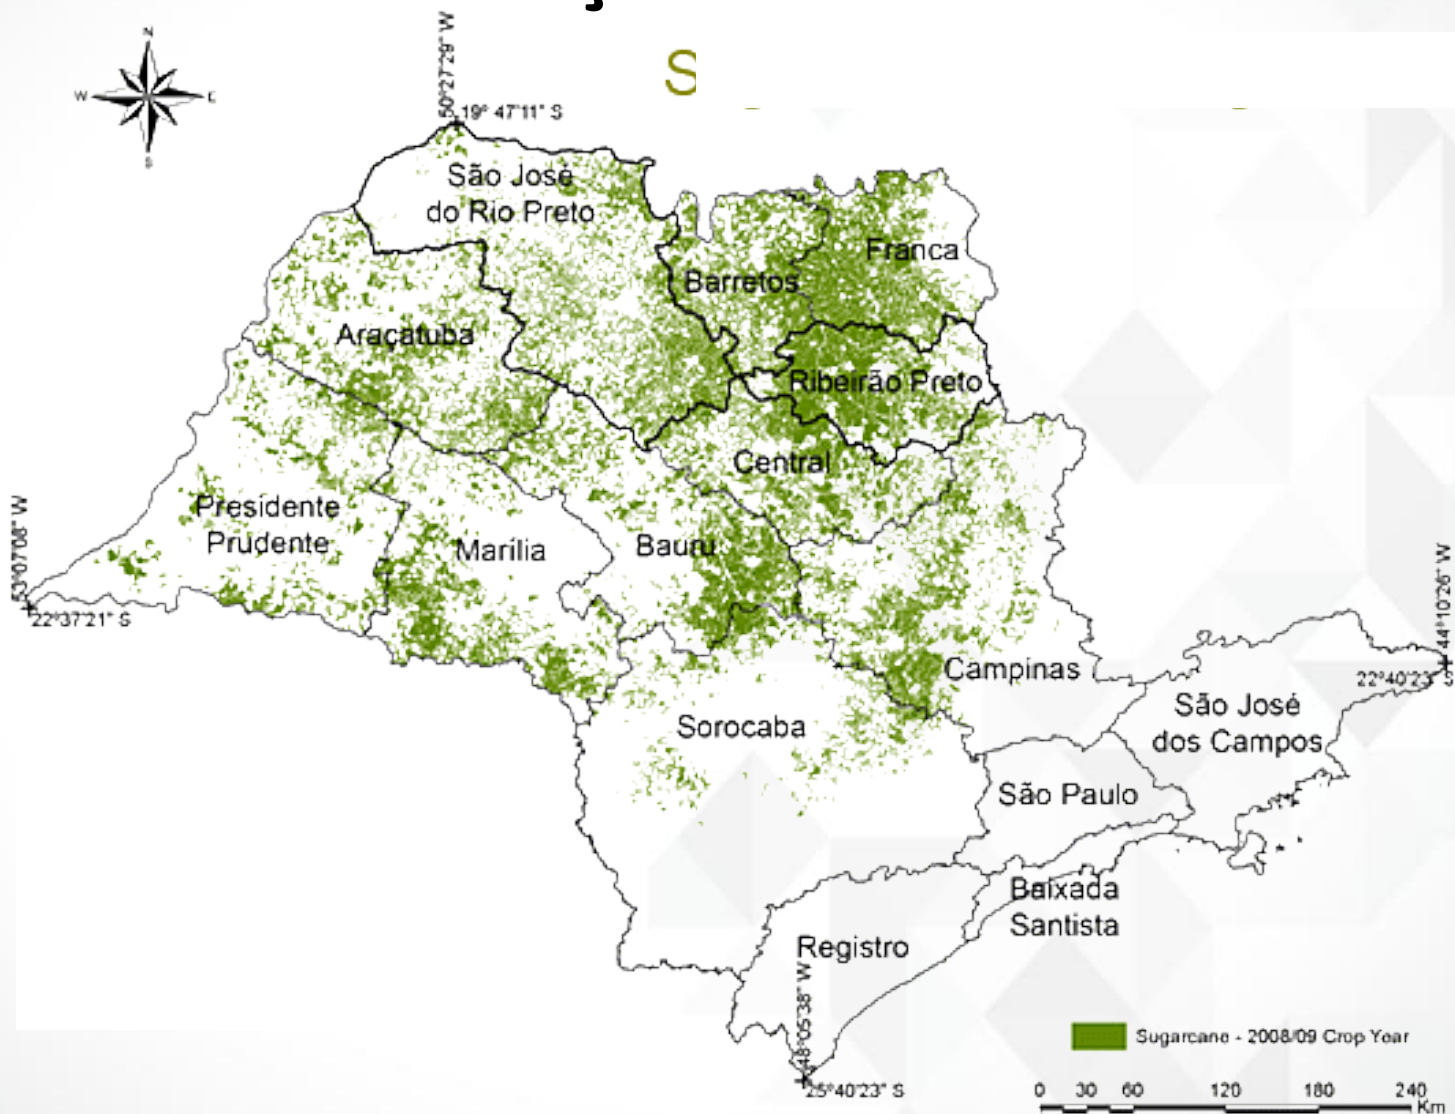 S
N
W E
S
50°27'29" W
19° 47'11" S
São José
do Rio Preto
Franca
Barretos
Araçatuba
Ribeirão Preto
Central
Presidente
Prudente
Marília
Bauru
53°07'08" W
22°37'21" S
44°10'26" W
22°40'23" S
Campinas
São José
dos Campos
Sorocaba
São Paulo
Baixada
Santista
Registro
48°05'38" W
25°40'23" S
Sugarcane - 2008/09 Crop Year
0 30 60 120 180 240
Km